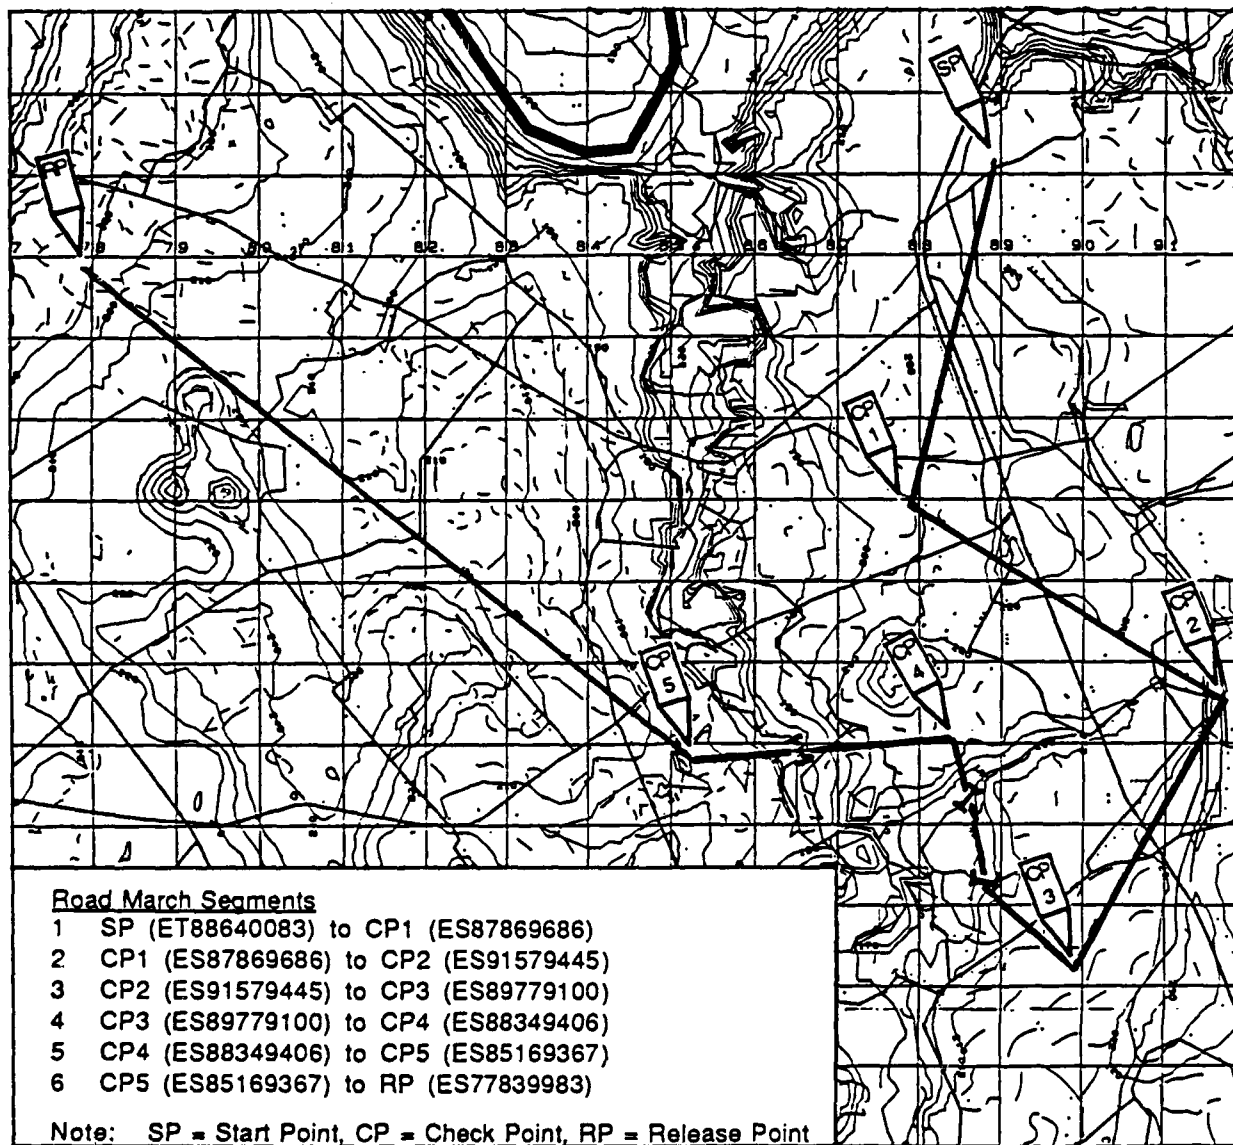 SP
RP
78 79 80 81 82 83 84 85 86 88 89 90 91
CP 1
CP 2
CP 4
CP 5
CP 3
Road March Segments
1 SP (ET88640083) to CP1 (ES87869686)
2 CP1 (ES87869686) to CP2 (ES91579445)
3 CP2 (ES91579445) to CP3 (ES89779100)
4 CP3 (ES89779100) to CP4 (ES88349406)
5 CP4 (ES88349406) to CP5 (ES85169367)
6 CP5 (ES85169367) to RP (ES77839983)
Note: SP = Start Point, CP = Check Point, RP = Release Point